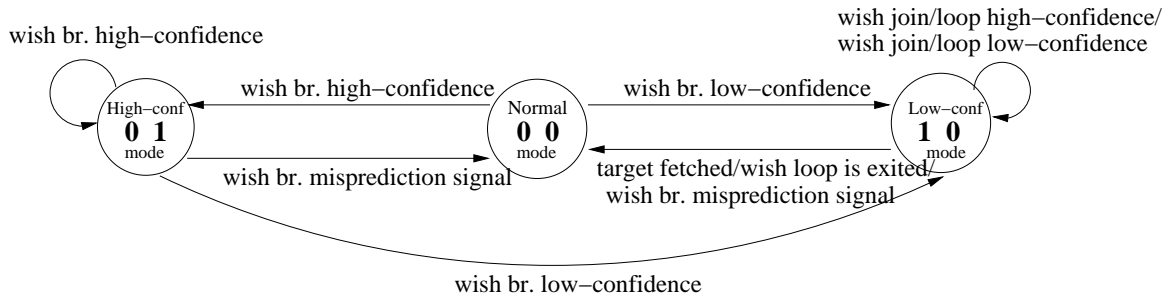 wish join/loop high−confidence/
wish join/loop low−confidence
wish br. high−confidence
wish br. high−confidence
wish br. low−confidence
High−conf
0 1
mode
Normal
0 0
mode
Low−conf
1 0
mode
wish br. misprediction signal
target fetched/wish loop is exited/
wish br. misprediction signal
wish br. low−confidence